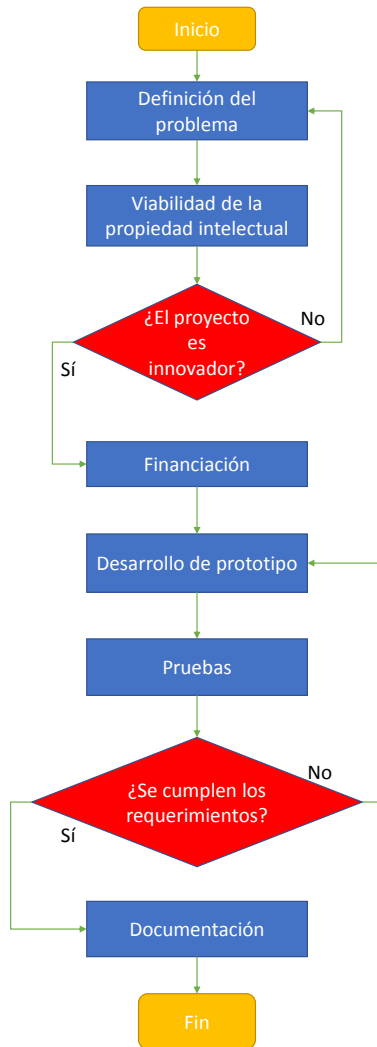 Inicio
Definición del
problema
Viabilidad de la
propiedad intelectual
¿El proyecto
es
innovador?
No
Sí
Financiación
Desarrollo de prototipo
Pruebas
¿Se cumplen los
requerimientos?
No
Sí
Documentación
Fin